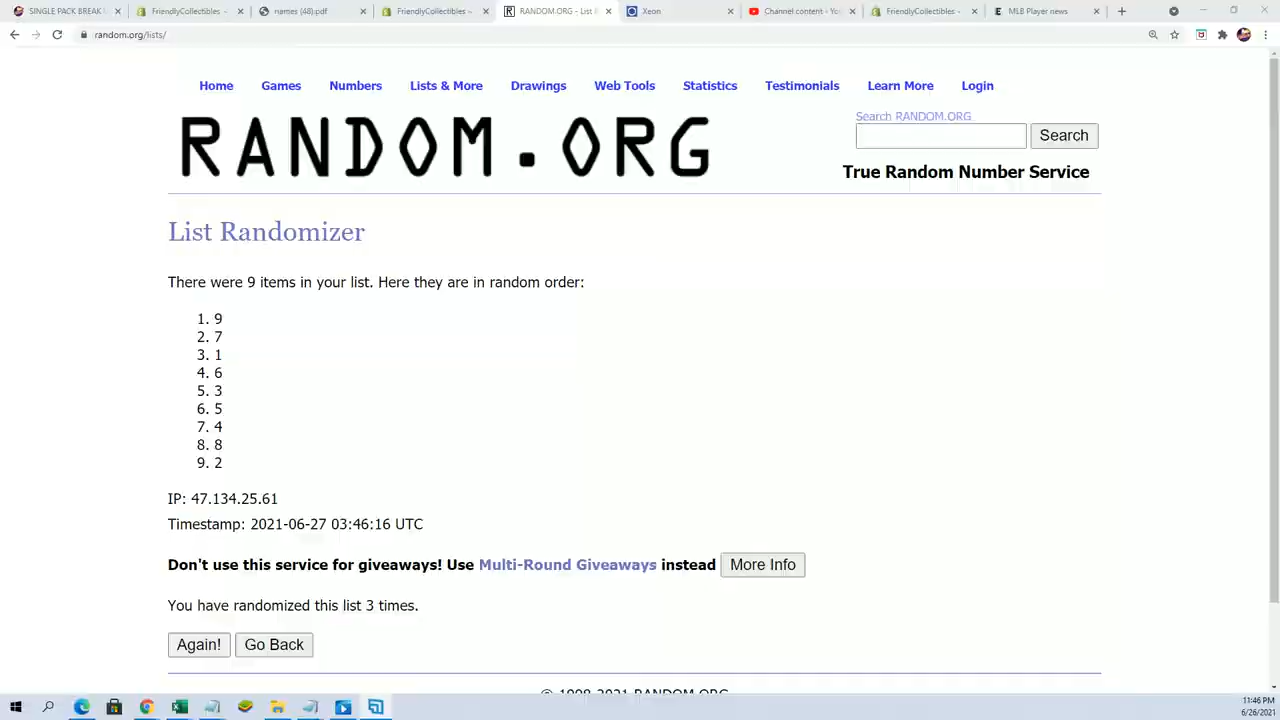 SINGLE PACK BREAK
FriendlyCollectibles -
names (48).pdf
FriendlyCollectibles -
RANDOM.ORG - List
Xeon
Channel content - You
FriendlyCollectibles -
MLB Player news
random.org/lists/
Home Games Numbers Lists & More Drawings Web Tools Statistics Testimonials Learn More Login
RANDOM.ORG
Search RANDOM.ORG
Search
True Random Number Service
List Randomizer
There were 9 items in your list. Here they are in random order:
1. 9
2. 7
3. 1
4. 6
5. 3
6. 5
7. 4
8. 8
9. 2
IP: 47.134.25.61
Timestamp: 2021-06-27 03:46:16 UTC
Don't use this service for giveaways! Use Multi-Round Giveaways instead More Info
You have randomized this list 3 times.
Again! Go Back
© 1998-2021 RANDOM.ORG
11:46 PM
6/26/2021